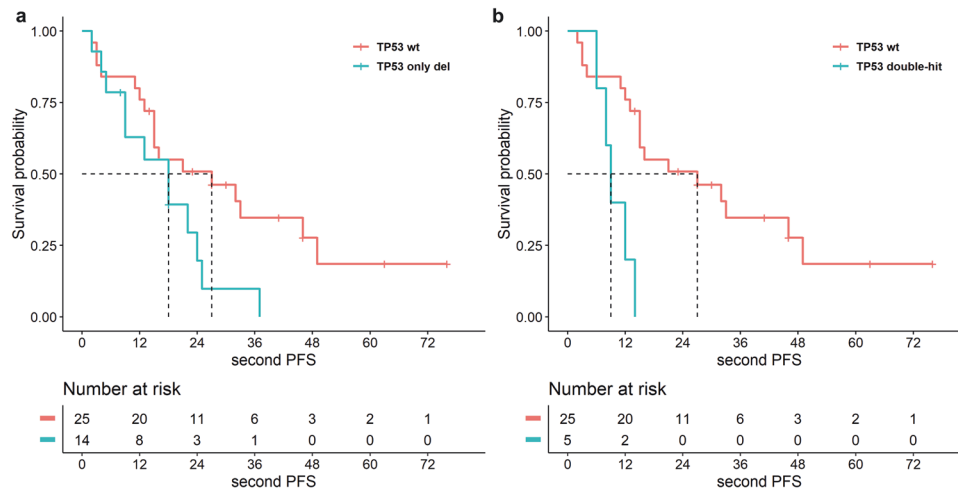 a
1.00
0.75
0.50
0.25
0.00
Survival probability
TP53 wt
TP53 only del
0 12 24 36 48 60 72
second PFS
Number at risk
25 20 11 6 3 2 1
14 8 3 1 0 0 0
0 12 24 36 48 60 72
second PFS
b
1.00
0.75
0.50
0.25
0.00
Survival probability
TP53 wt
TP53 double-hit
0 12 24 36 48 60 72
second PFS
Number at risk
25 20 11 6 3 2 1
5 2 0 0 0 0 0
0 12 24 36 48 60 72
second PFS